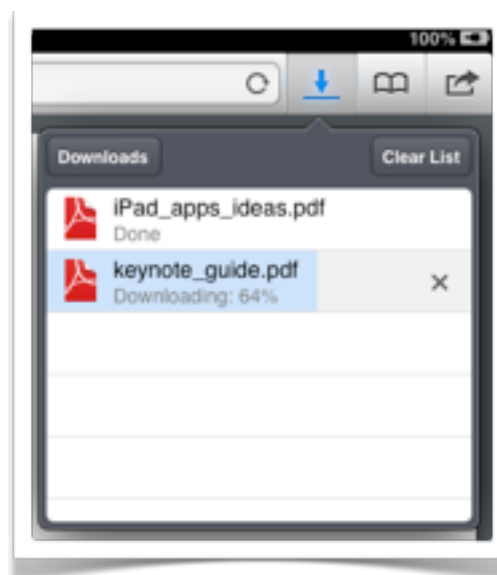 100%
Downloads
Clear List
iPad_apps_ideas.pdf
Done
keynote_guide.pdf
Downloading: 64%